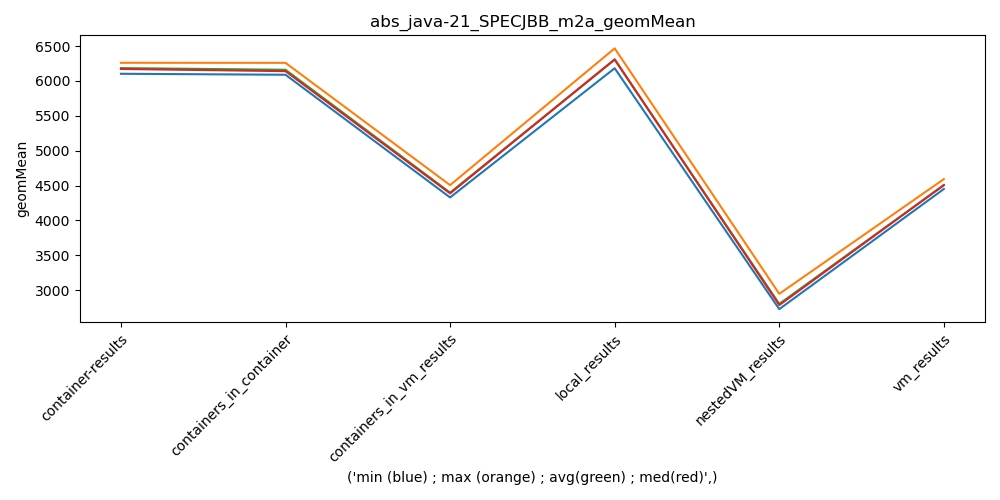 abs_java-21_SPECJBB_m2a_geomMean
geomMean
6500
6000
5500
5000
4500
4000
3500
3000
container-results
containers_in_container
containers_in_vm_results
local_results
nestedVM_results
vm_results
('min (blue) ; max (orange) ; avg(green) ; med(red)',)